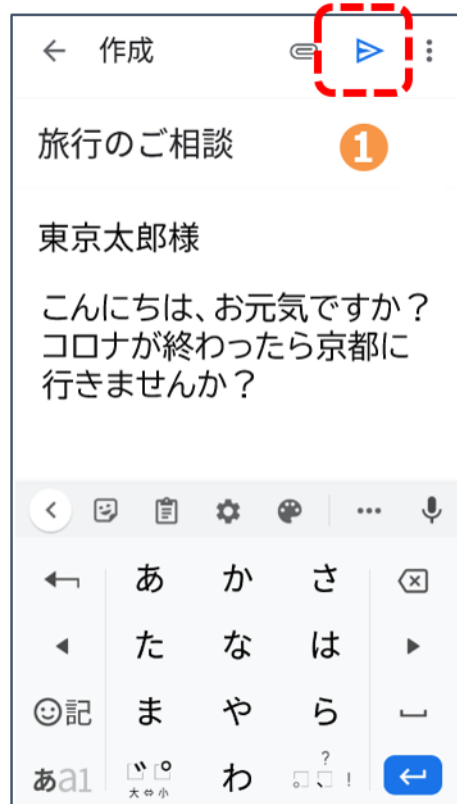 作成
旅行のご相談
1
東京太郎様
こんにちは、お元気ですか？
コロナが終わったら京都に
行きませんか？
あ か さ
た な は
記 ま や ら
あa1 大⇔小 わ 。、?!